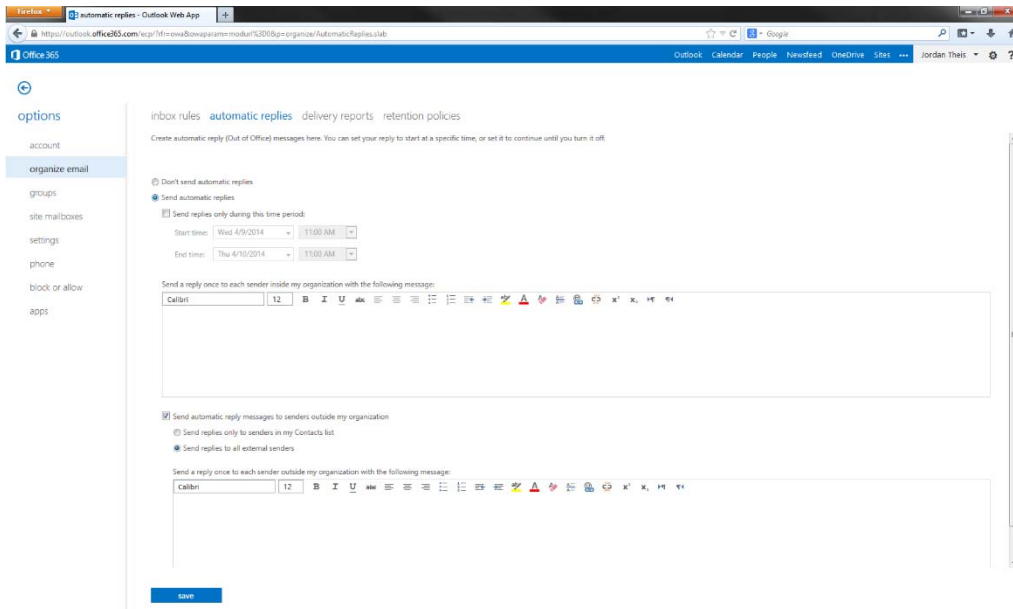 Firefox
automatic replies - Outlook Web App
https://outlook.office365.com/ecp/?rfr=owa&owaparam=modurl%3D0&p=organize/AutomaticReplies.slab
Google
Office 365
Outlook Calendar People Newsfeed OneDrive Sites ••• Jordan Theis ?
options
account
organize email
groups
site mailboxes
settings
phone
block or allow
apps
inbox rules automatic replies delivery reports retention policies
Create automatic reply (Out of Office) messages here. You can set your reply to start at a specific time, or set it to continue until you turn it off.
Don't send automatic replies
Send automatic replies
Send replies only during this time period:
Start time: Wed 4/9/2014 11:00 AM
End time: Thu 4/10/2014 11:00 AM
Send a reply once to each sender inside my organization with the following message:
Calibri 12 B I U abc A x² x₂
Send automatic reply messages to senders outside my organization
Send replies only to senders in my Contacts list
Send replies to all external senders
Send a reply once to each sender outside my organization with the following message:
Calibri 12 B I U abc A x² x₂
save